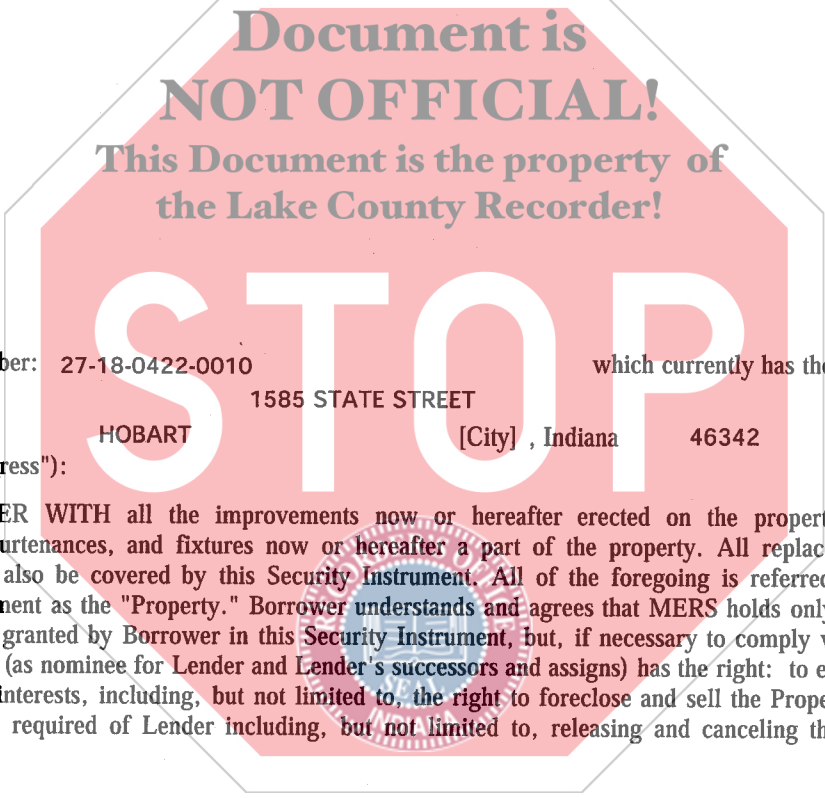 Document is
NOT OFFICIAL!
This Document is the property of
the Lake County Recorder!
STOP
ber: 27-18-0422-0010 which currently has the
1585 STATE STREET
HOBART [City] , Indiana 46342
ress"):
ER WITH all the improvements now or hereafter erected on the propert
urtenances, and fixtures now or hereafter a part of the property. All replac
also be covered by this Security Instrument. All of the foregoing is referred
nent as the "Property." Borrower understands and agrees that MERS holds only
granted by Borrower in this Security Instrument, but, if necessary to comply v
(as nominee for Lender and Lender's successors and assigns) has the right: to e
interests, including, but not limited to, the right to foreclose and sell the Prope
required of Lender including, but not limited to, releasing and canceling th
SEAL
INDIANA